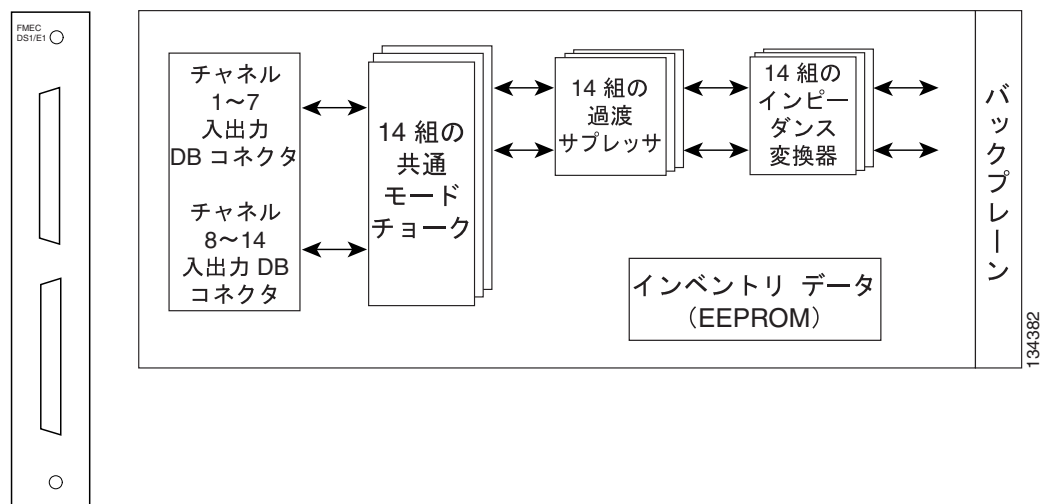 FMEC
DS1/E1
チャネル
1～7
入出力
DB コネクタ
チャネル
8～14
入出力 DB
コネクタ
14 組の
共通
モード
チョーク
14 組の
過渡
サプレッサ
14 組の
インピー
ダンス
変換器
インベントリ データ
（EEPROM）
バックプレーン
134382